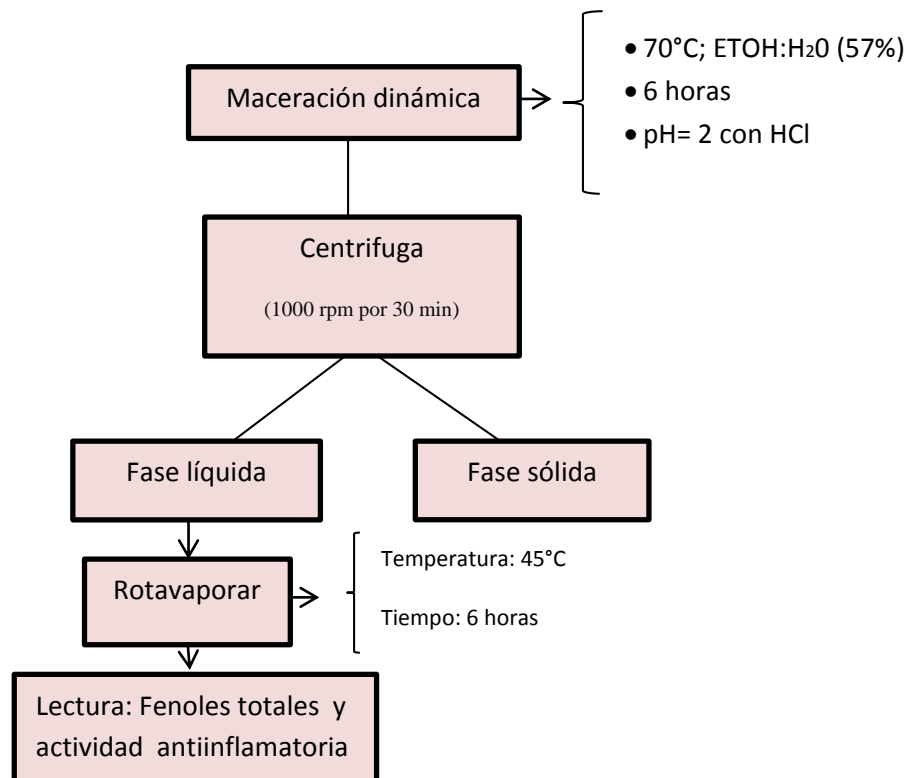 Maceración dinámica
• 70°C; ETOH:H₂0 (57%)
• 6 horas
• pH= 2 con HCl
Centrifuga
(1000 rpm por 30 min)
Fase líquida
Fase sólida
Rotavaporar
Temperatura: 45°C
Tiempo: 6 horas
Lectura: Fenoles totales y
actividad antiinflamatoria